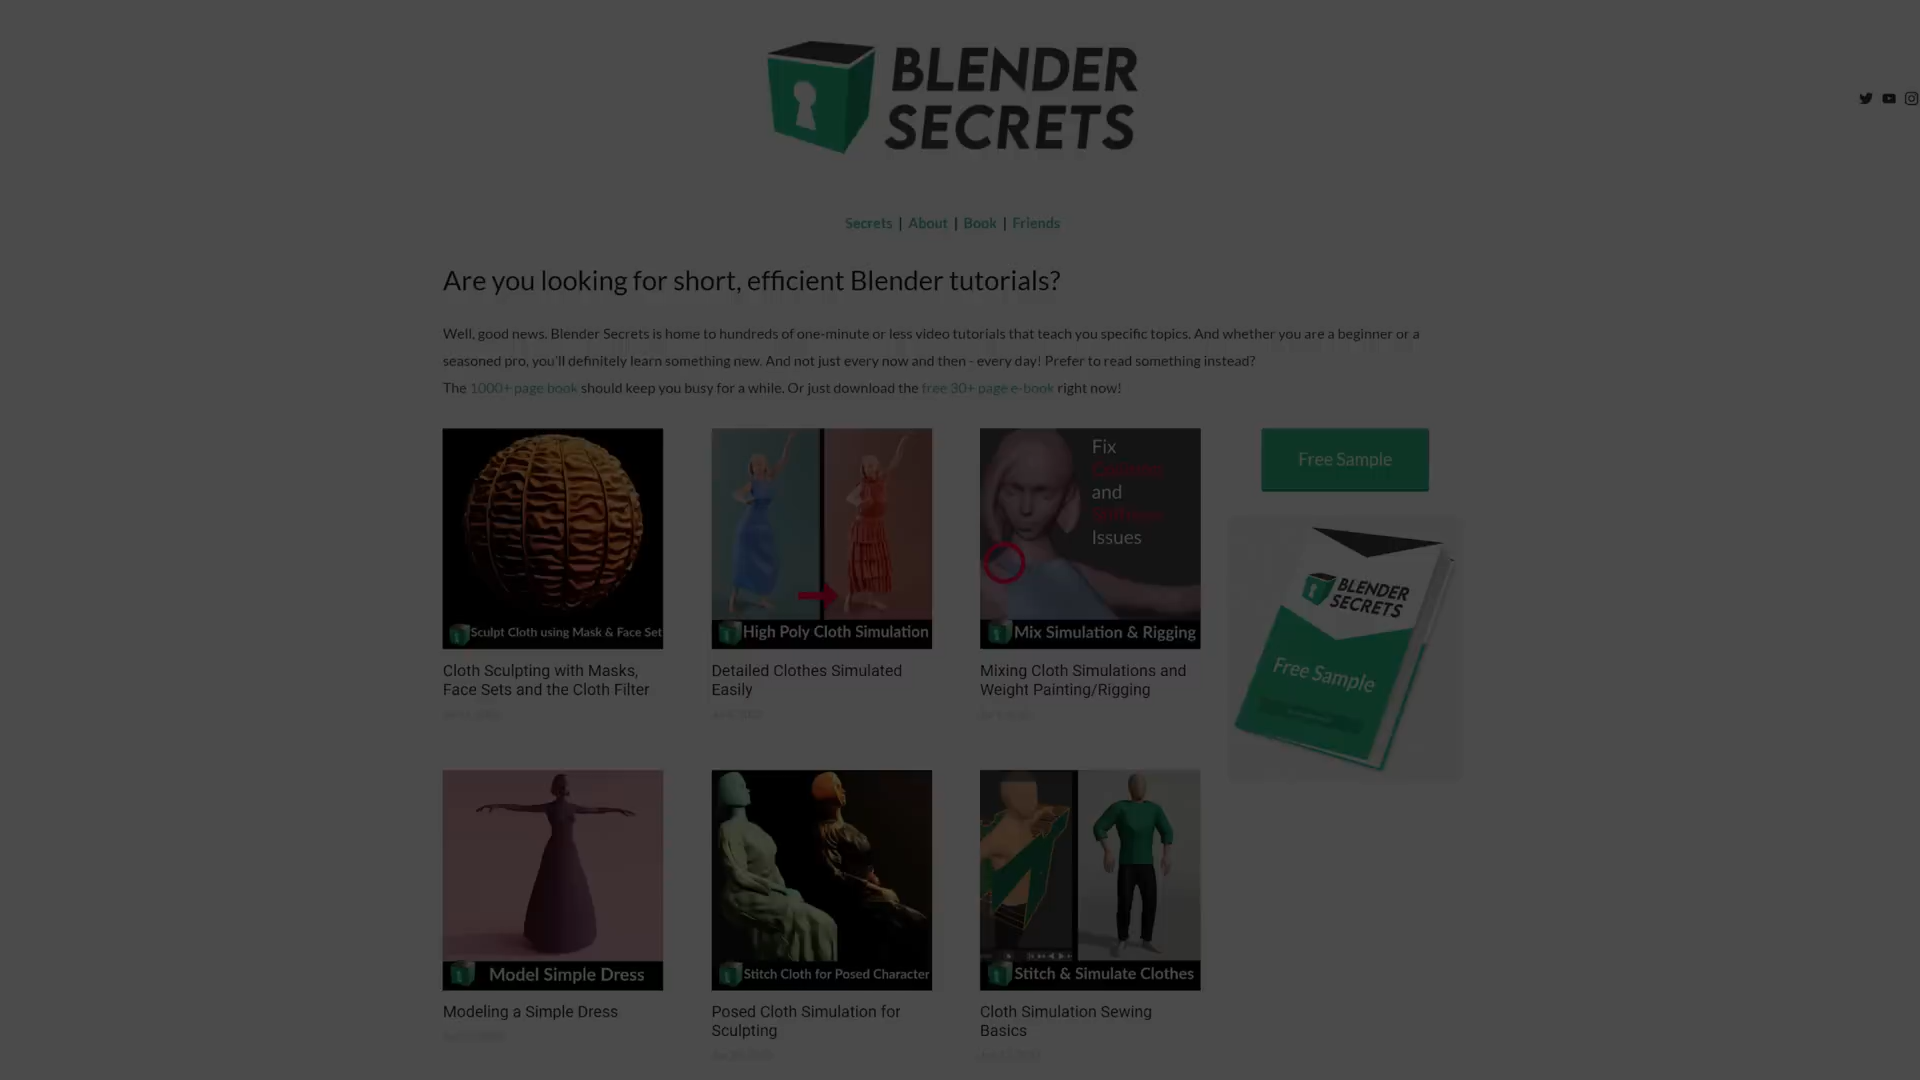 BLENDER
SECRETS
Secrets | About | Book | Friends
Are you looking for short, efficient Blender tutorials?
Well, good news. Blender Secrets is home to hundreds of one-minute or less video tutorials that teach you specific topics. And whether you are a beginner or a
seasoned pro, you'll definitely learn something new. And not just every now and then - every day! Prefer to read something instead?
The 1000+ page book should keep you busy for a while. Or just download the free 30+ page e-book right now!
Sculpt Cloth using Mask & Face Set
Cloth Sculpting with Masks,
Face Sets and the Cloth Filter
High Poly Cloth Simulation
Detailed Clothes Simulated
Easily
Fix
and
Issues
Mix Simulation & Rigging
Mixing Cloth Simulations and
Weight Painting/Rigging
Free Sample
BLENDER
SECRETS
Free Sample
Model Simple Dress
Modeling a Simple Dress
Stitch Cloth for Posed Character
Posed Cloth Simulation for
Sculpting
Stitch & Simulate Clothes
Cloth Simulation Sewing
Basics